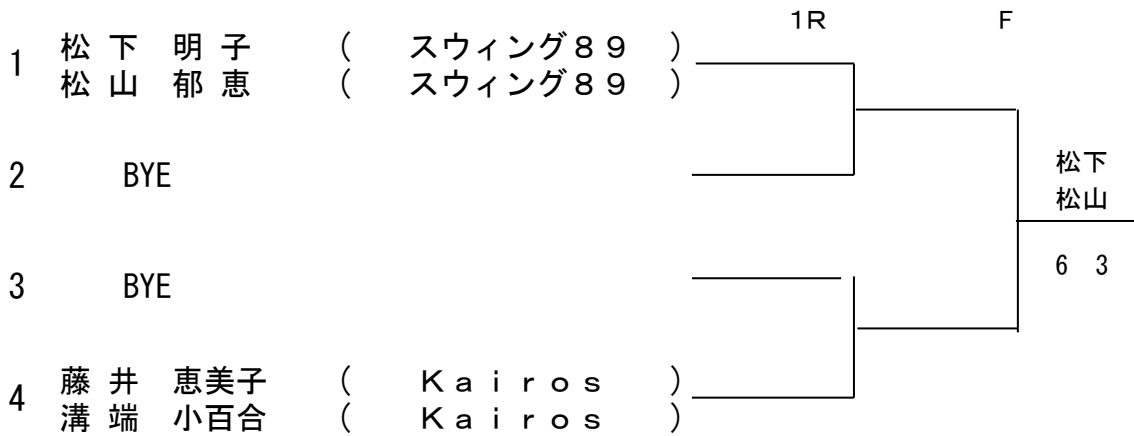 1R F
1 松下 明子 ( スウィング89 )
松山 郁恵 ( スウィング89 )
2 BYE
松下
松山
6 3
3 BYE
4 藤井 恵美子 ( Kairos )
溝端 小百合 ( Kairos )